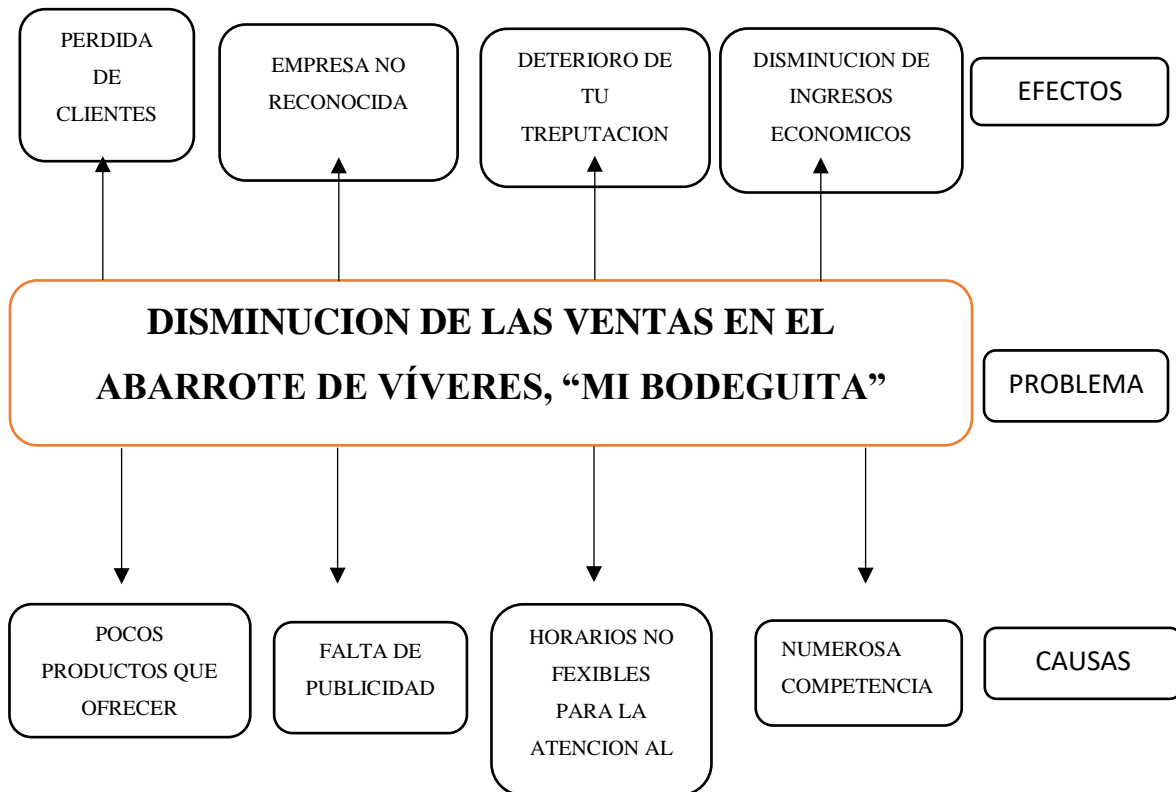 PERDIDA
DE
CLIENTES
EMPRESA NO
RECONOCIDA
DETERIORO DE
TU
TREPUTACION
DISMINUCION DE
INGRESOS
ECONOMICOS
EFECTOS
DISMINUCION DE LAS VENTAS EN EL
ABARROTE DE VÍVERES, “MI BODEGUITA”
PROBLEMA
POCOS
PRODUCTOS QUE
OFRECER
FALTA DE
PUBLICIDAD
HORARIOS NO
FEXIBLES
PARA LA
ATENCION AL
NUMEROSA
COMPETENCIA
CAUSAS